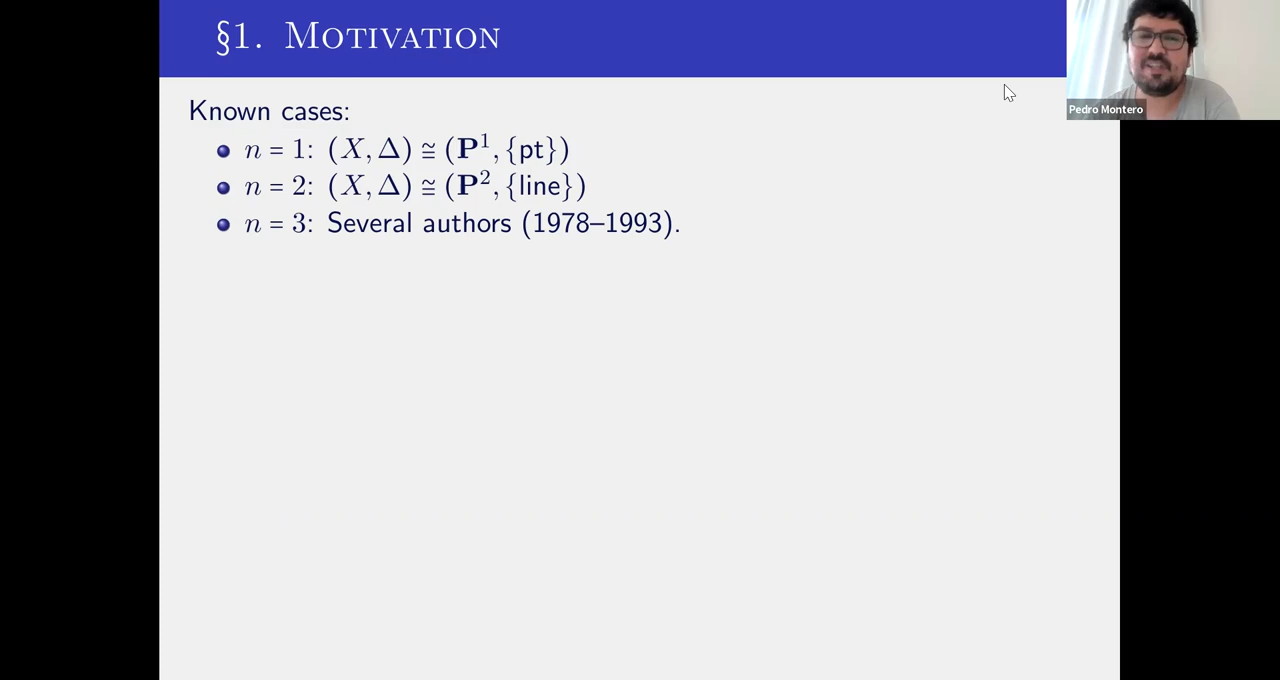 §1. MOTIVATION
Pedro Montero
Known cases:
n = 1: (X, Δ) ≅ (P¹, {pt})
n = 2: (X, Δ) ≅ (P², {line})
n = 3: Several authors (1978–1993).